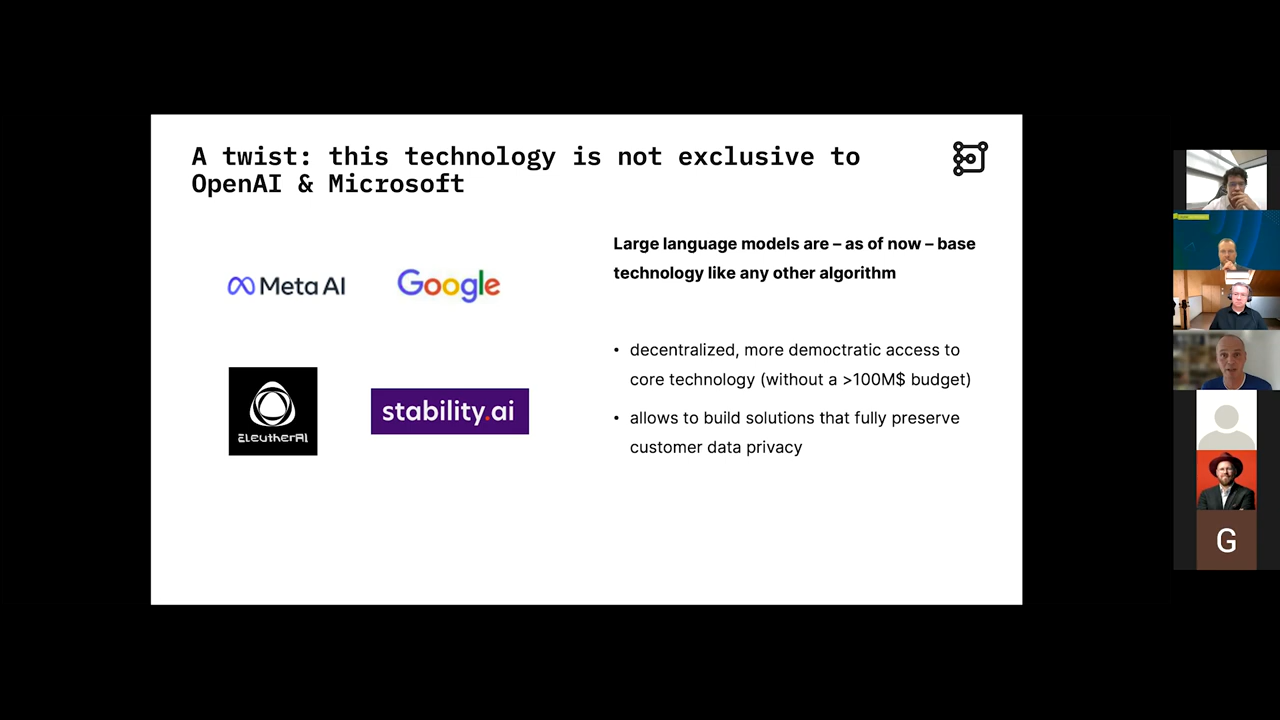 A twist: this technology is not exclusive to
OpenAI & Microsoft
Meta AI
Google
EleutherAI
stability.ai
Large language models are – as of now – base
technology like any other algorithm
• decentralized, more democtratic access to
core technology (without a >100M$ budget)
• allows to build solutions that fully preserve
customer data privacy
G